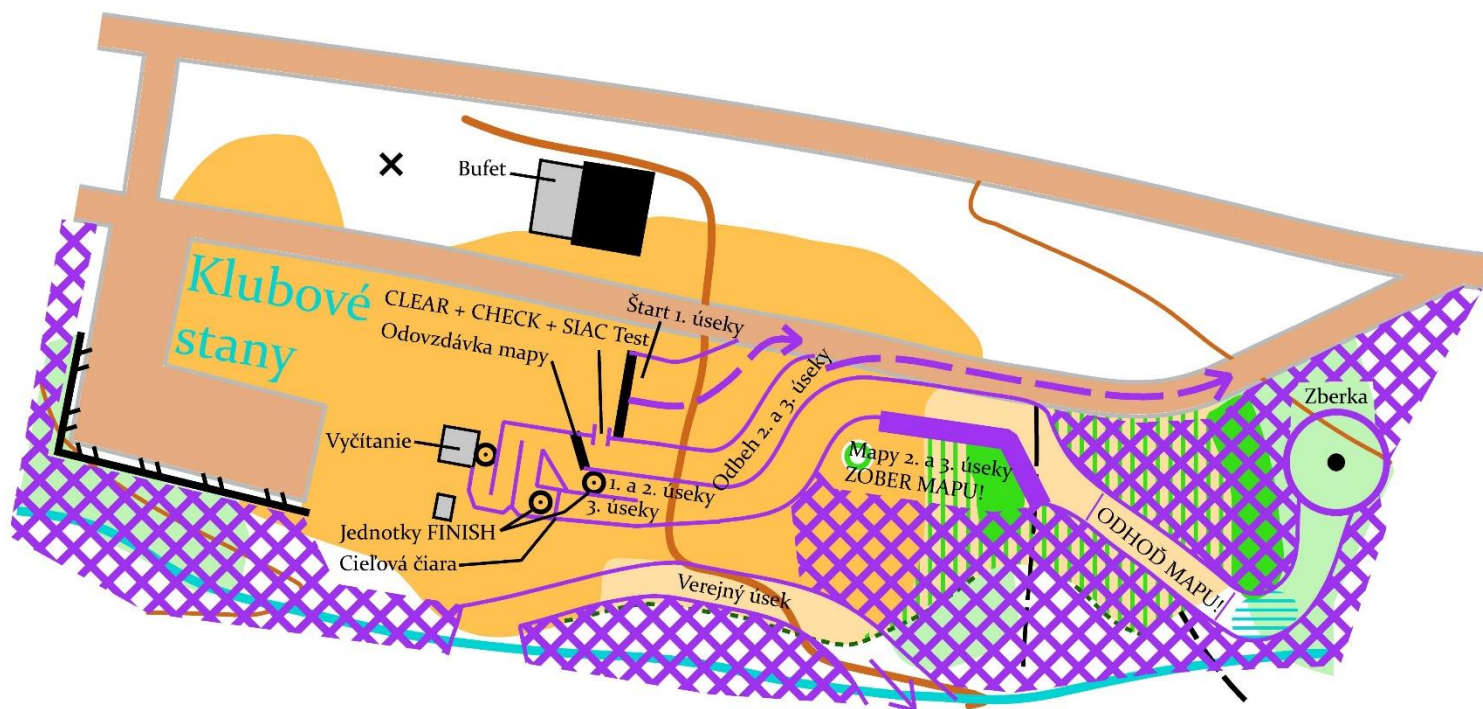 Bufet
Klubové
stany
CLEAR + CHECK + SIAC Test
Odovzdávka mapy
Štart 1. úseky
Odbeh 2. a 3. úseky
Zberka
Vyčítanie
Mapy 2. a 3. úseky
ZOBER MAPU!
1. a 2. úseky
3. úseky
Jednotky FINISH
Cieľová čiara
ODHOĎ MAPU!
Verejný úsek